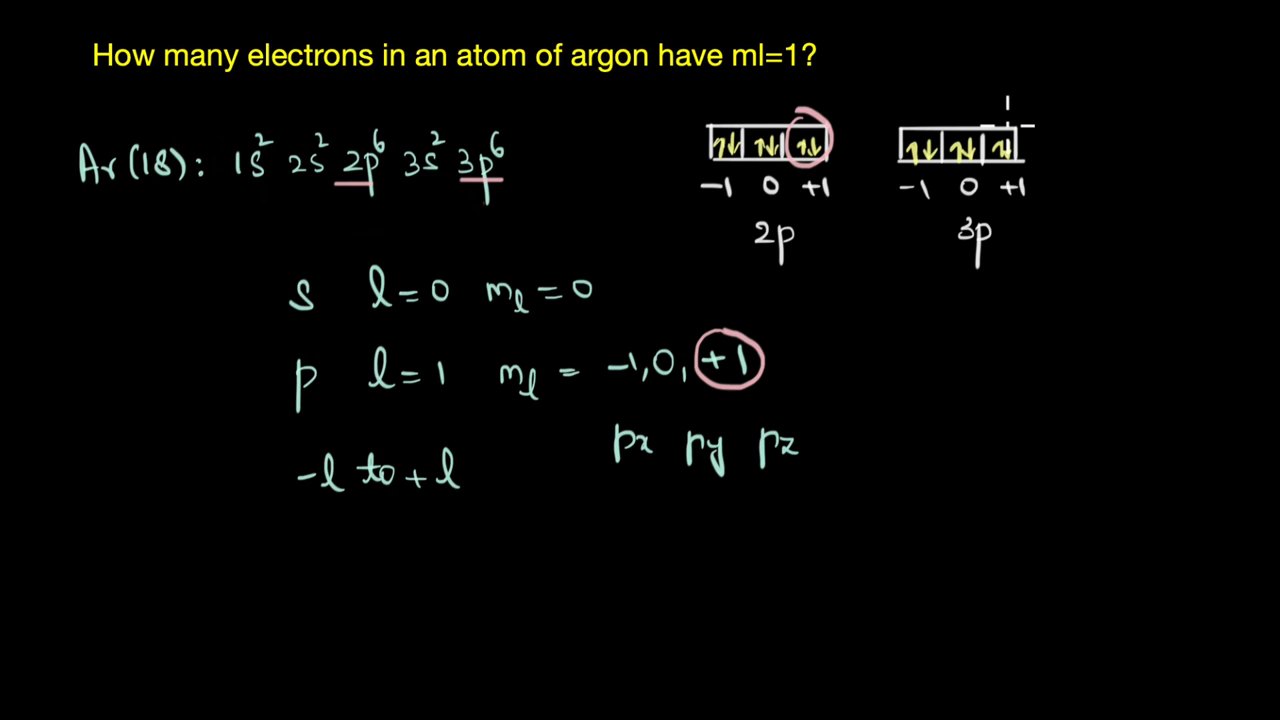 How many electrons in an atom of argon have ml=1?
Ar(18): 1s² 2s² 2p⁶ 3s² 3p⁶
↑↓ ↑↓ ↑↓
-1 0 +1
2p
↑↓ ↑↓ ↑↓
-1 0 +1
3p
s l=0 mₗ=0
p l=1 mₗ = -1,0,+1
px py pz
-l to +l